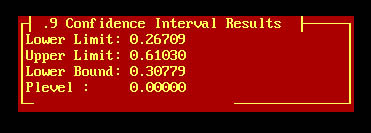 .9 Confidence Interval Results
Lower Limit: 0.26709
Upper Limit: 0.61030
Lower Bound: 0.30779
Plevel : 0.00000